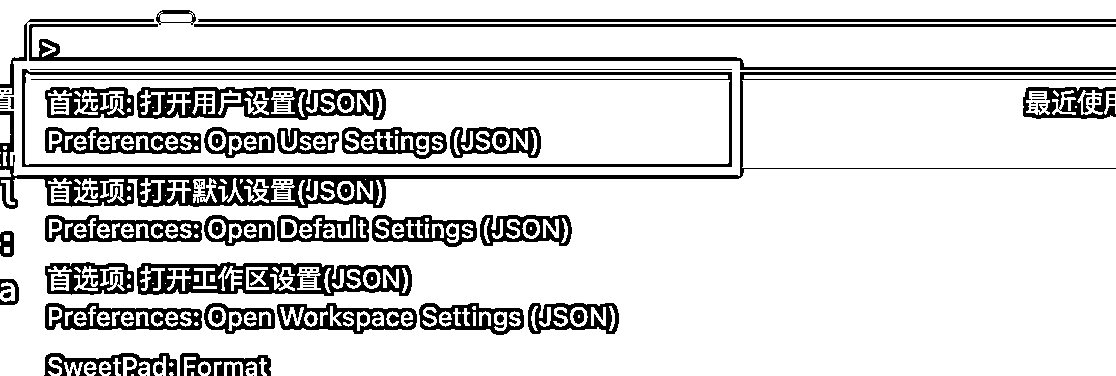 >
首选项: 打开用户设置(JSON)
最近使用
Preferences: Open User Settings (JSON)
首选项: 打开默认设置(JSON)
Preferences: Open Default Settings (JSON)
首选项: 打开工作区设置(JSON)
Preferences: Open Workspace Settings (JSON)
SweetPad: Format